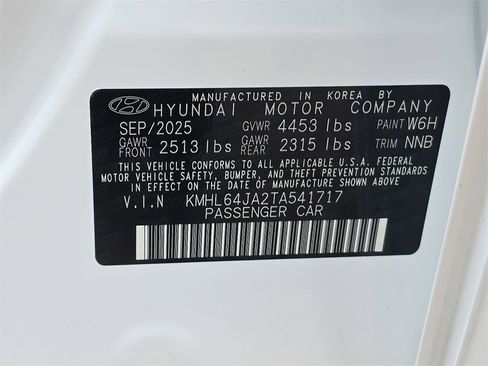 MANUFACTURED IN KOREA BY
HYUNDAI MOTOR COMPANY
SEP/2025 GVWR 4453 lbs PAINT W6H
GAWR FRONT 2513 lbs GAWR REAR 2315 lbs TRIM NNB
THIS VEHICLE CONFORMS TO ALL APPLICABLE U.S.A. FEDERAL
MOTOR VEHICLE SAFETY, BUMPER, AND THEFT PREVENTION
STANDARDS IN EFFECT ON THE DATE OF MANUFACTURE SHOWN ABOVE.
V.I.N KMHL64JA2TA541717
PASSENGER CAR